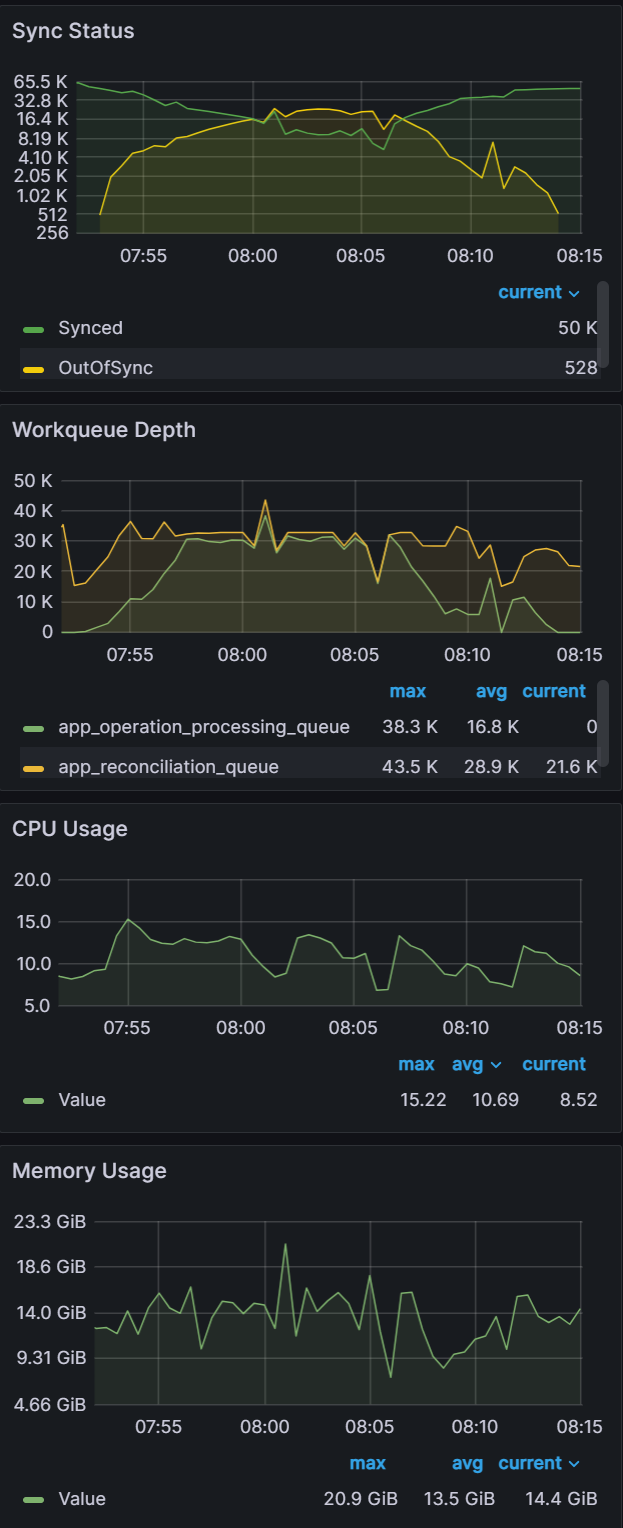 Sync Status
65.5 K
32.8 K
16.4 K
8.19 K
4.10 K
2.05 K
1.02 K
512
256
07:55 08:00 08:05 08:10 08:15
current
Synced 50 K
OutOfSync 528
Workqueue Depth
50 K
40 K
30 K
20 K
10 K
0
07:55 08:00 08:05 08:10 08:15
max avg current
app_operation_processing_queue 38.3 K 16.8 K 0
app_reconciliation_queue 43.5 K 28.9 K 21.6 K
CPU Usage
20.0
15.0
10.0
5.0
07:55 08:00 08:05 08:10 08:15
max avg current
Value 15.22 10.69 8.52
Memory Usage
23.3 GiB
18.6 GiB
14.0 GiB
9.31 GiB
4.66 GiB
07:55 08:00 08:05 08:10 08:15
max avg current
Value 20.9 GiB 13.5 GiB 14.4 GiB